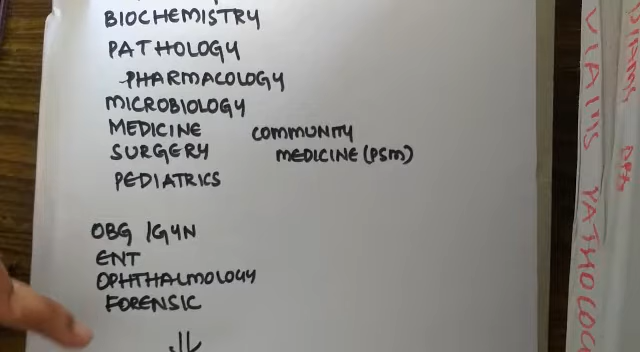 BIOCHEMISTRY
PATHOLOGY
PHARMACOLOGY
MICROBIOLOGY
MEDICINE
SURGERY
PEDIATRICS
COMMUNITY
MEDICINE (PSM)
OBG / GYN
ENT
OPHTHALMOLOGY
FORENSIC